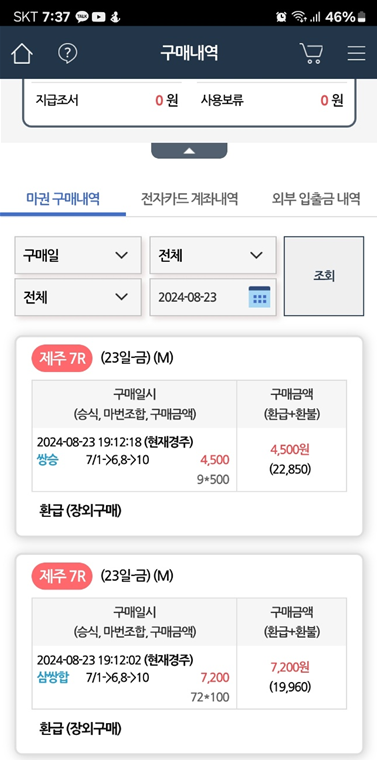 SKT 7:37 TALK 46%
구매내역
지급조서 0 원 사용보류 0 원
마권 구매내역 전자카드 계좌내역 외부 입출금 내역
구매일 전체 조회
전체 2024-08-23
제주 7R (23일-금) (M)
구매일시 구매금액
(승식, 마번조합, 구매금액) (환급+환불)
2024-08-23 19:12:18 (현재경주) 4,500원
쌍승 7/1->6,8->10 4,500 (22,850)
9*500
환급 (장외구매)
제주 7R (23일-금) (M)
구매일시 구매금액
(승식, 마번조합, 구매금액) (환급+환불)
2024-08-23 19:12:02 (현재경주) 7,200원
삼쌍합 7/1->6,8->10 7,200 (19,960)
72*100
환급 (장외구매)